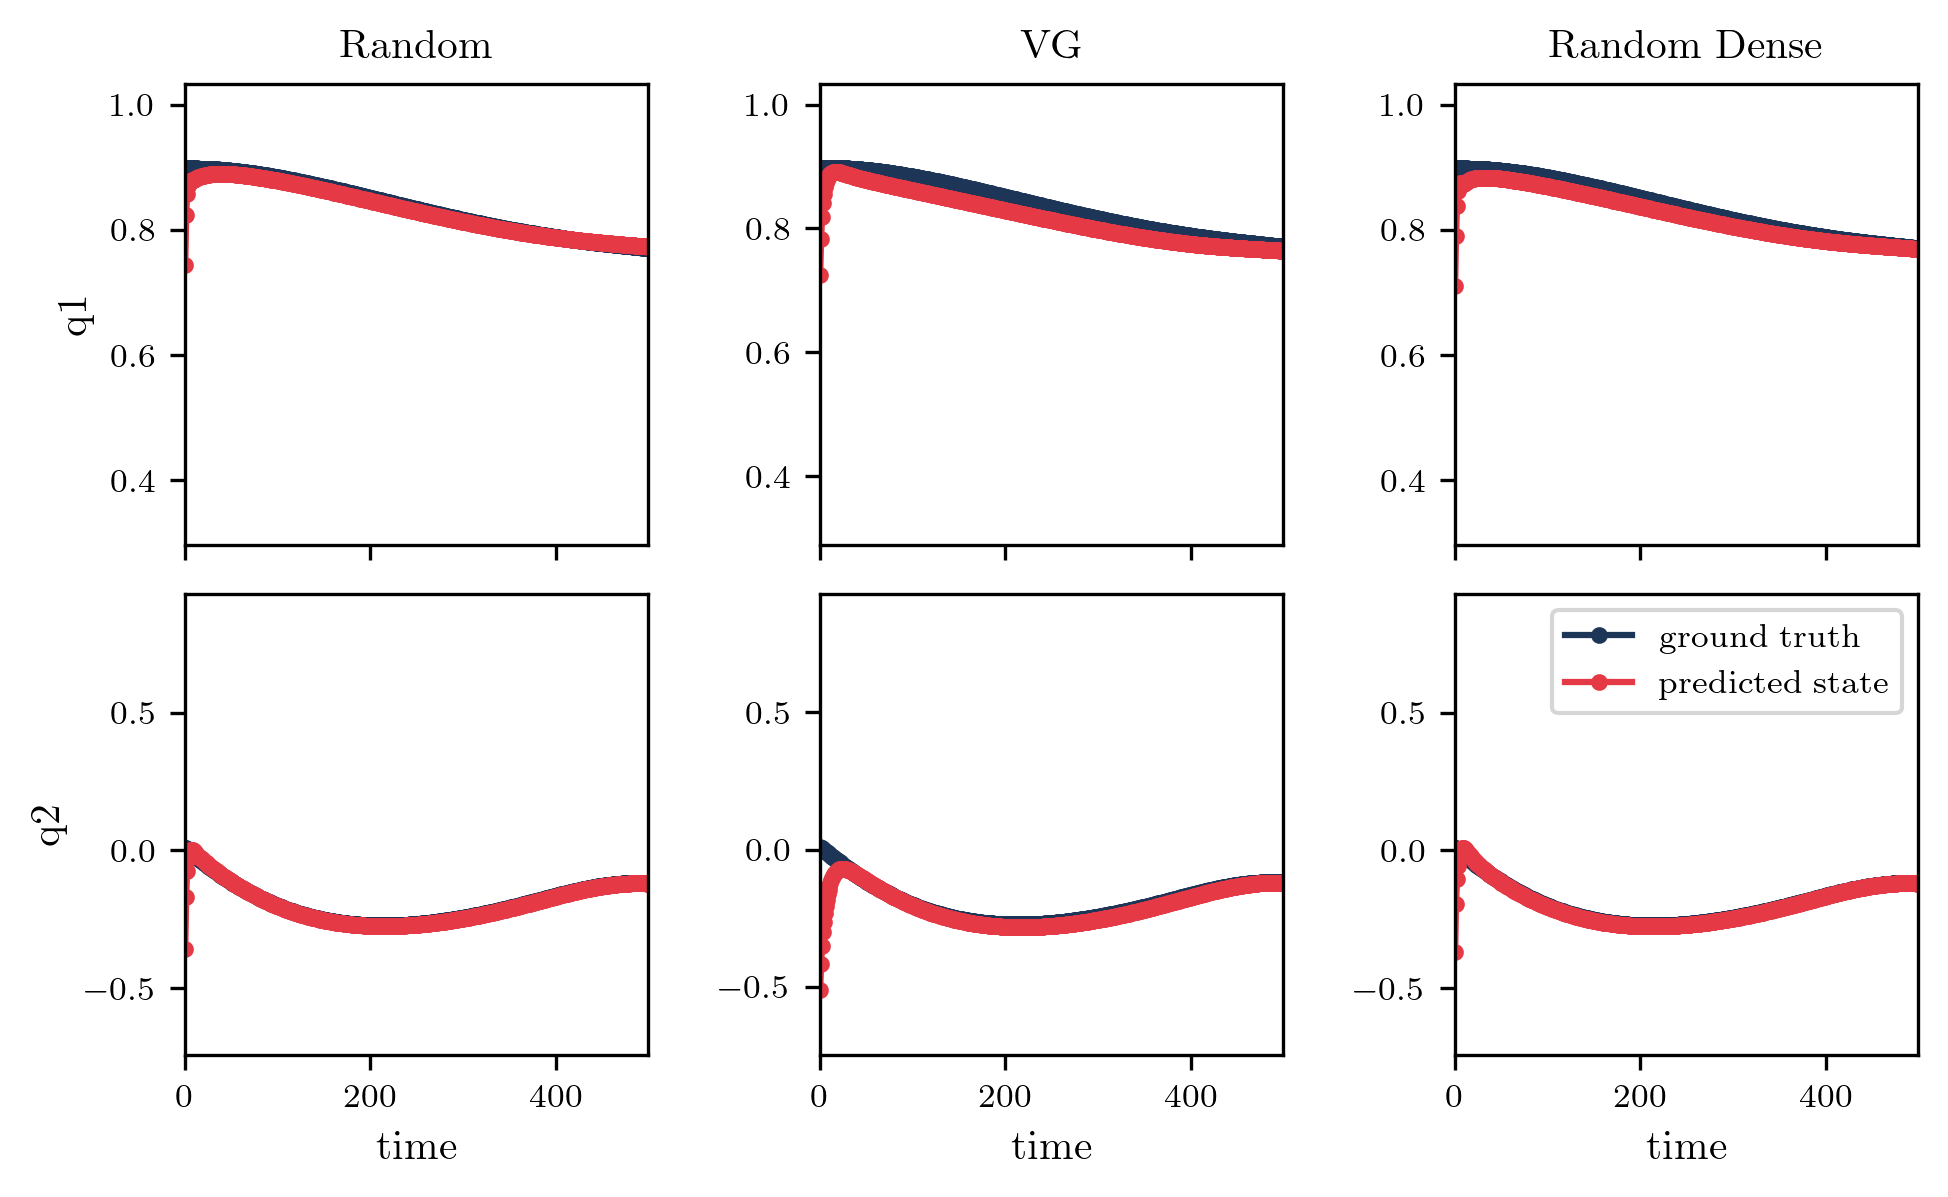 Random VG Random Dense
1.0 1.0 1.0
0.8 0.8 0.8
q1
0.6 0.6 0.6
0.4 0.4 0.4
ground truth
predicted state
0.5 0.5 0.5
q2
0.0 0.0 0.0
−0.5 −0.5 −0.5
0 200 400 0 200 400 0 200 400
time time time